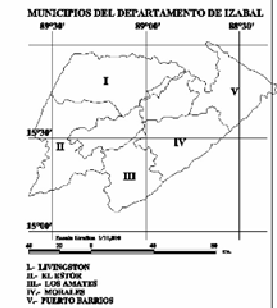 MUNICIPIOS DEL DEPARTAMENTO DE IZABAL
89°30' 89°00' 88°30'
I
V
15°30'
II
IV
III
15°00'
I.- LIVINGSTON
II.- EL ESTOR
III.- LOS AMATES
IV.- MORALES
V.- PUERTO BARRIOS